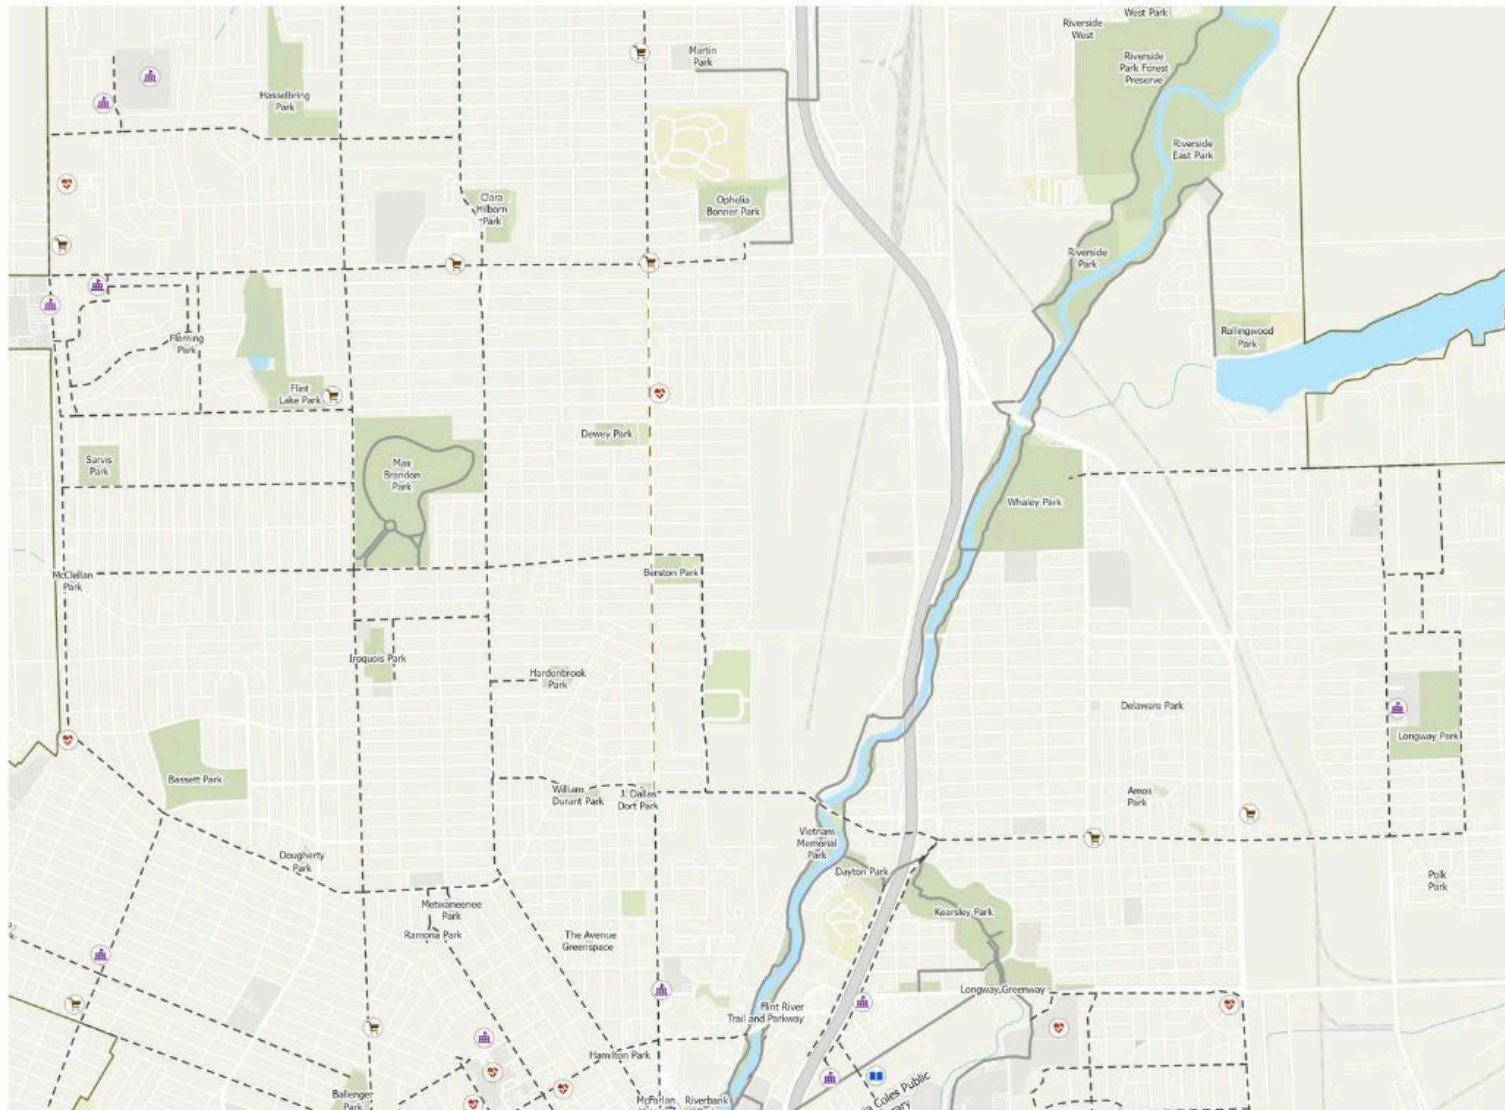 West Park
Riverside
West
Martin
Park
Riverside
Park Forest
Preserve
Hasselbring
Park
Riverside
East Park
Clara
Hilborn
Park
Ophelia
Bonner Park
Riverside
Park
Rollingwood
Park
Fleming
Park
Flint
Lake Park
Dewey Park
Sarvis
Park
Max
Brandon
Park
Whaley Park
McClellan
Park
Berston Park
Iroquois Park
Hardenbrook
Park
Delaware Park
Longway Park
Bassett Park
William
Durant Park
J. Dallas
Dort Park
Amos
Park
Vietnam
Memorial
Park
Dougherty
Park
Dayton Park
Polk
Park
Metwaneenee
Park
Kearsley Park
Ramona Park
The Avenue
Greenspace
Longway Greenway
Flint River
Trail and Parkway
Hamilton Park
Coles Public
Ballenger
Park
McFarlan
Riverbank